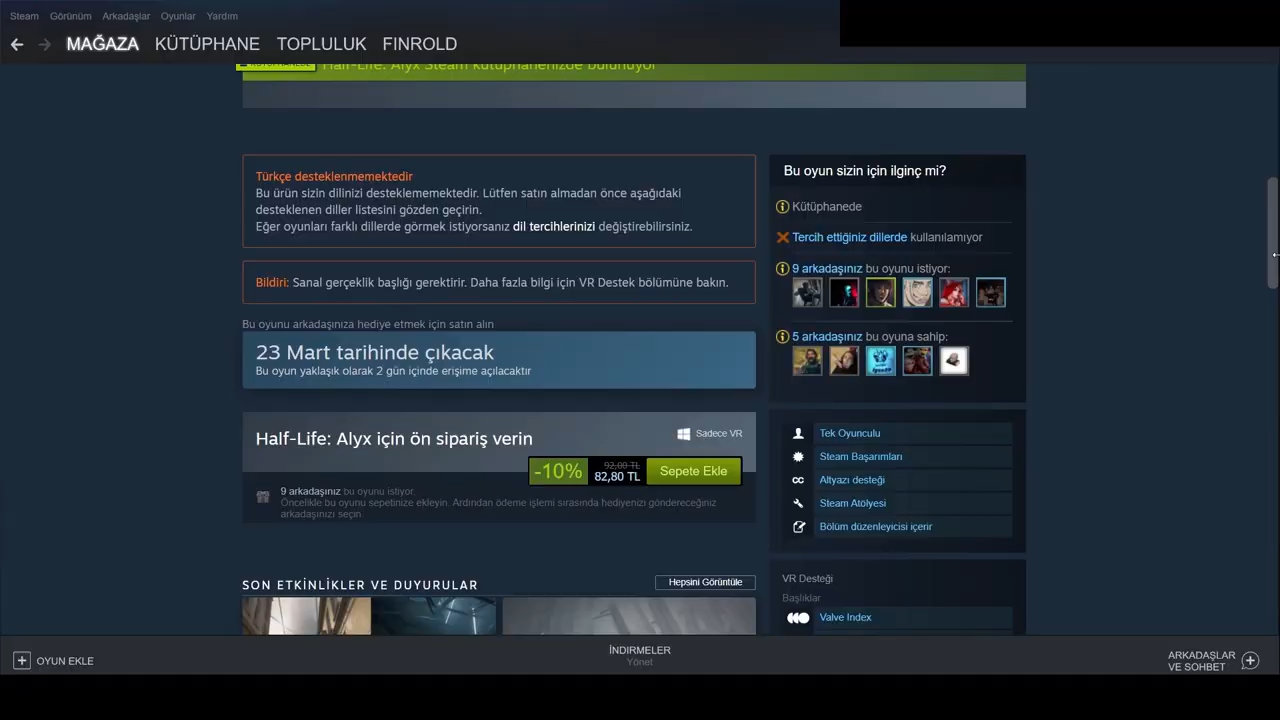 Steam Görünüm Arkadaşlar Oyunlar Yardım
MAĞAZA KÜTÜPHANE TOPLULUK FINROLD
Half-Life: Alyx Steam kütüphanenizde bulunuyor
Türkçe desteklenmemektedir
Bu ürün sizin dilinizi desteklememektedir. Lütfen satın almadan önce aşağıdaki
desteklenen diller listesini gözden geçirin.
Eğer oyunları farklı dillerde görmek istiyorsanız dil tercihlerinizi değiştirebilirsiniz.
Bildiri: Sanal gerçeklik başlığı gerektirir. Daha fazla bilgi için VR Destek bölümüne bakın.
Bu oyunu arkadaşınıza hediye etmek için satın alın
23 Mart tarihinde çıkacak
Bu oyun yaklaşık olarak 2 gün içinde erişime açılacaktır
Half-Life: Alyx için ön sipariş verin
Sadece VR
-10%
92,00 TL
82,80 TL
Sepete Ekle
9 arkadaşınız bu oyunu istiyor.
Öncelikle bu oyunu sepetinize ekleyin. Ardından ödeme işlemi sırasında hediyenizi göndereceğiniz
arkadaşınızı seçin.
SON ETKİNLİKLER VE DUYURULAR
Hepsini Görüntüle
Bu oyun sizin için ilginç mi?
Kütüphanede
Tercih ettiğiniz dillerde kullanılamıyor
9 arkadaşınız bu oyunu istiyor:
5 arkadaşınız bu oyuna sahip:
Tek Oyunculu
Steam Başarımları
CC Altyazı desteği
Steam Atölyesi
Bölüm düzenleyicisi içerir
VR Desteği
Başlıklar
Valve Index
OYUN EKLE
İNDİRMELER
Yönet
ARKADAŞLAR
VE SOHBET